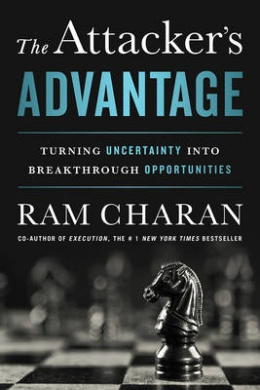 The Attacker's
ADVANTAGE
TURNING UNCERTAINTY INTO
BREAKTHROUGH OPPORTUNITIES
RAM CHARAN
CO-AUTHOR OF EXECUTION, THE #1 NEW YORK TIMES BESTSELLER